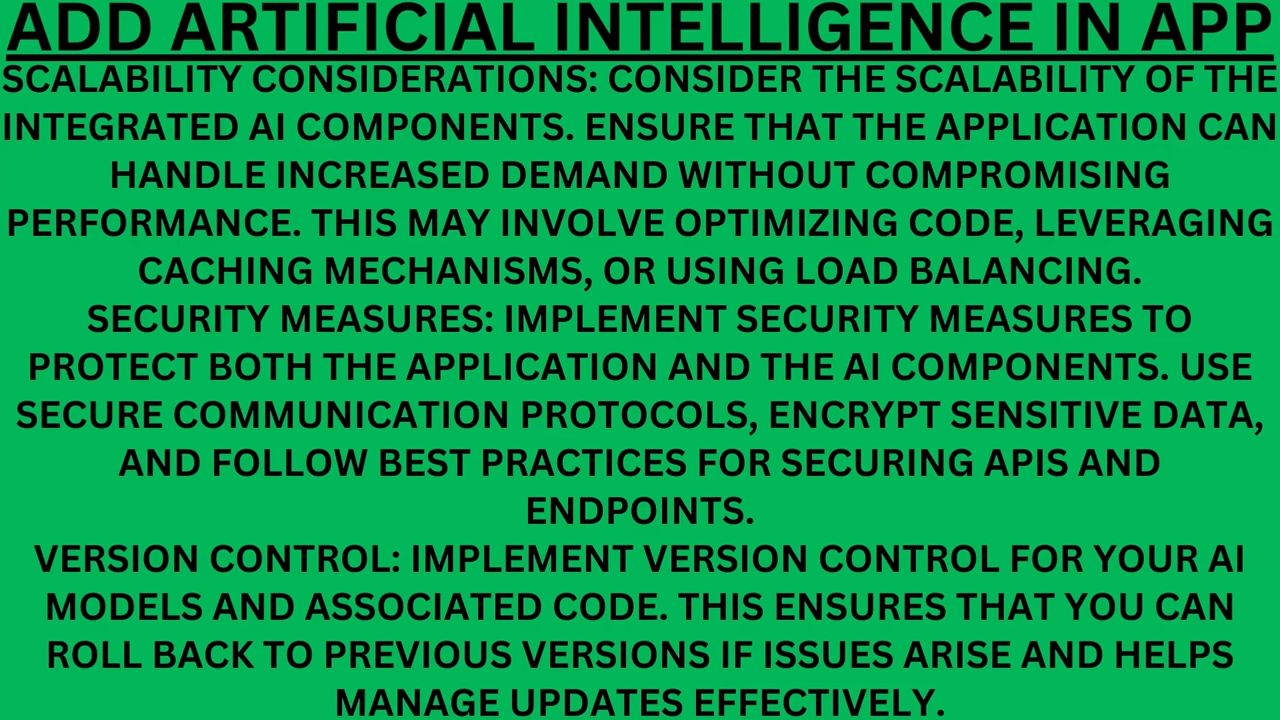 ADD ARTIFICIAL INTELLIGENCE IN APP
SCALABILITY CONSIDERATIONS: CONSIDER THE SCALABILITY OF THE
INTEGRATED AI COMPONENTS. ENSURE THAT THE APPLICATION CAN
HANDLE INCREASED DEMAND WITHOUT COMPROMISING
PERFORMANCE. THIS MAY INVOLVE OPTIMIZING CODE, LEVERAGING
CACHING MECHANISMS, OR USING LOAD BALANCING.
SECURITY MEASURES: IMPLEMENT SECURITY MEASURES TO
PROTECT BOTH THE APPLICATION AND THE AI COMPONENTS. USE
SECURE COMMUNICATION PROTOCOLS, ENCRYPT SENSITIVE DATA,
AND FOLLOW BEST PRACTICES FOR SECURING APIS AND
ENDPOINTS.
VERSION CONTROL: IMPLEMENT VERSION CONTROL FOR YOUR AI
MODELS AND ASSOCIATED CODE. THIS ENSURES THAT YOU CAN
ROLL BACK TO PREVIOUS VERSIONS IF ISSUES ARISE AND HELPS
MANAGE UPDATES EFFECTIVELY.